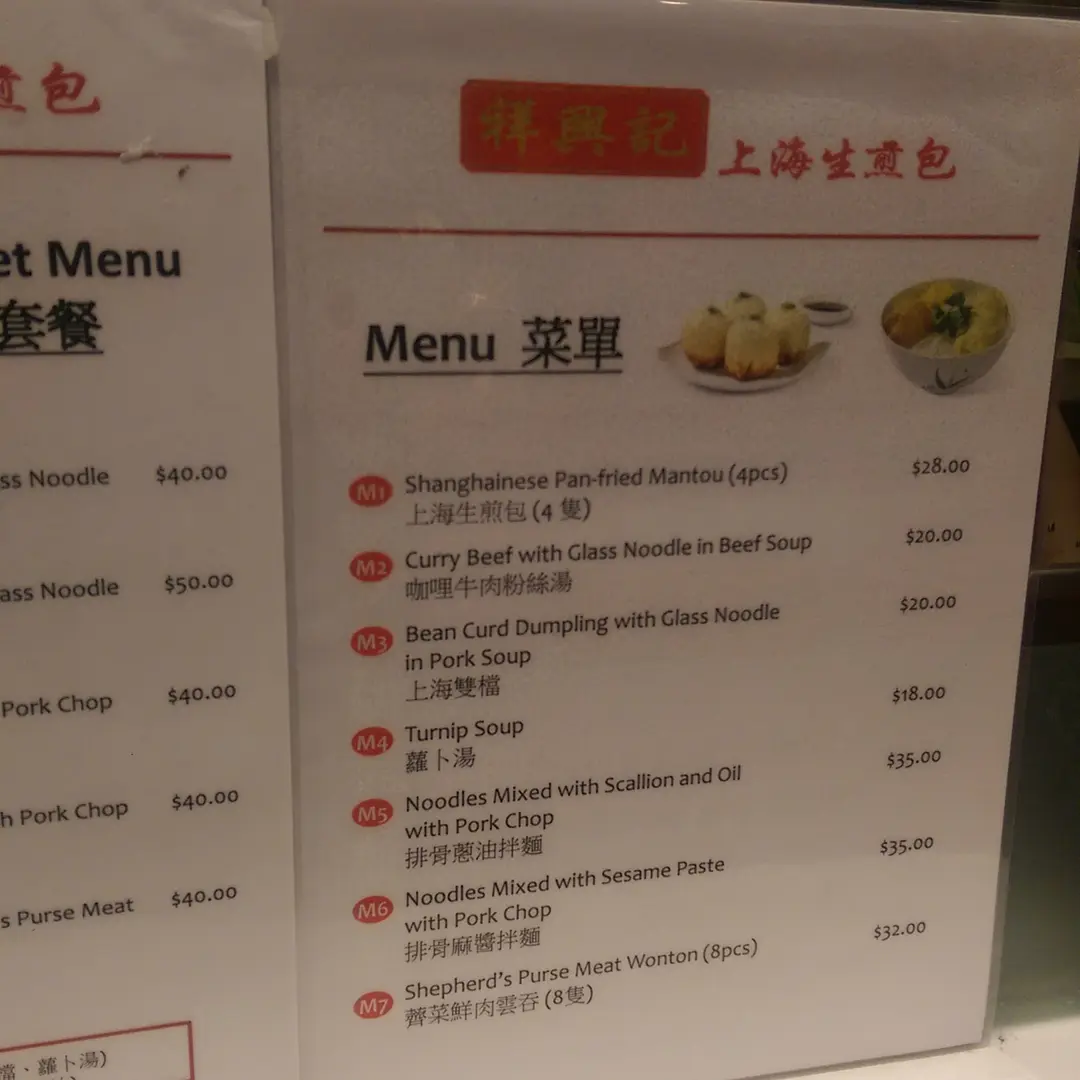 煎包
et Menu
套餐
ss Noodle $40.00
ass Noodle $50.00
Pork Chop $40.00
h Pork Chop $40.00
s Purse Meat $40.00
檔、蘿卜湯)
祥興記 上海生煎包
Menu 菜單
M1 Shanghainese Pan-fried Mantou (4pcs) $28.00
上海生煎包 (4 隻)
M2 Curry Beef with Glass Noodle in Beef Soup $20.00
咖哩牛肉粉絲湯
M3 Bean Curd Dumpling with Glass Noodle $20.00
in Pork Soup
上海雙檔
M4 Turnip Soup $18.00
蘿卜湯
M5 Noodles Mixed with Scallion and Oil $35.00
with Pork Chop
排骨蔥油拌麵
M6 Noodles Mixed with Sesame Paste $35.00
with Pork Chop
排骨麻醬拌麵
M7 Shepherd's Purse Meat Wonton (8pcs) $32.00
薺菜鮮肉雲吞 (8隻)